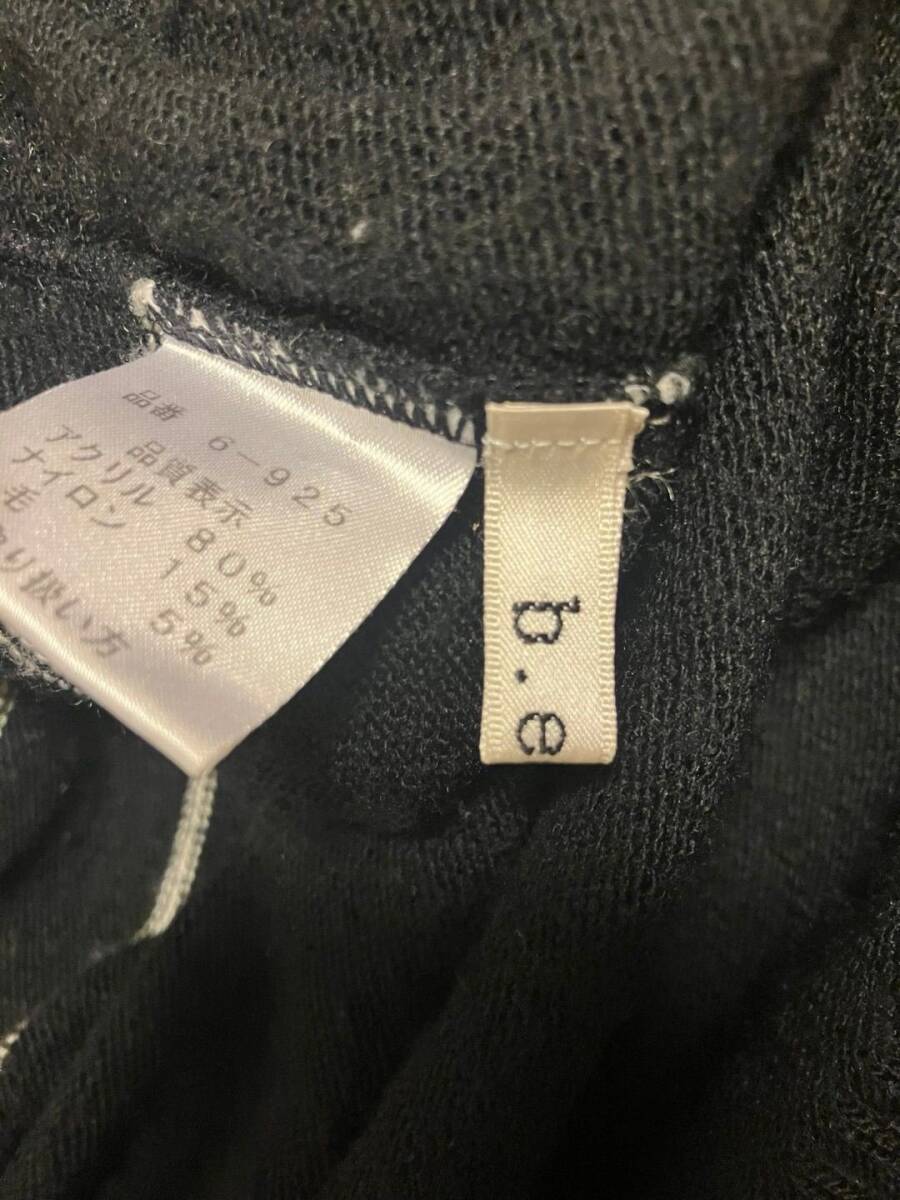 品番 6-925
品質表示
アクリル 80%
ナイロン 15%
毛 5%
り扱い方
b.e